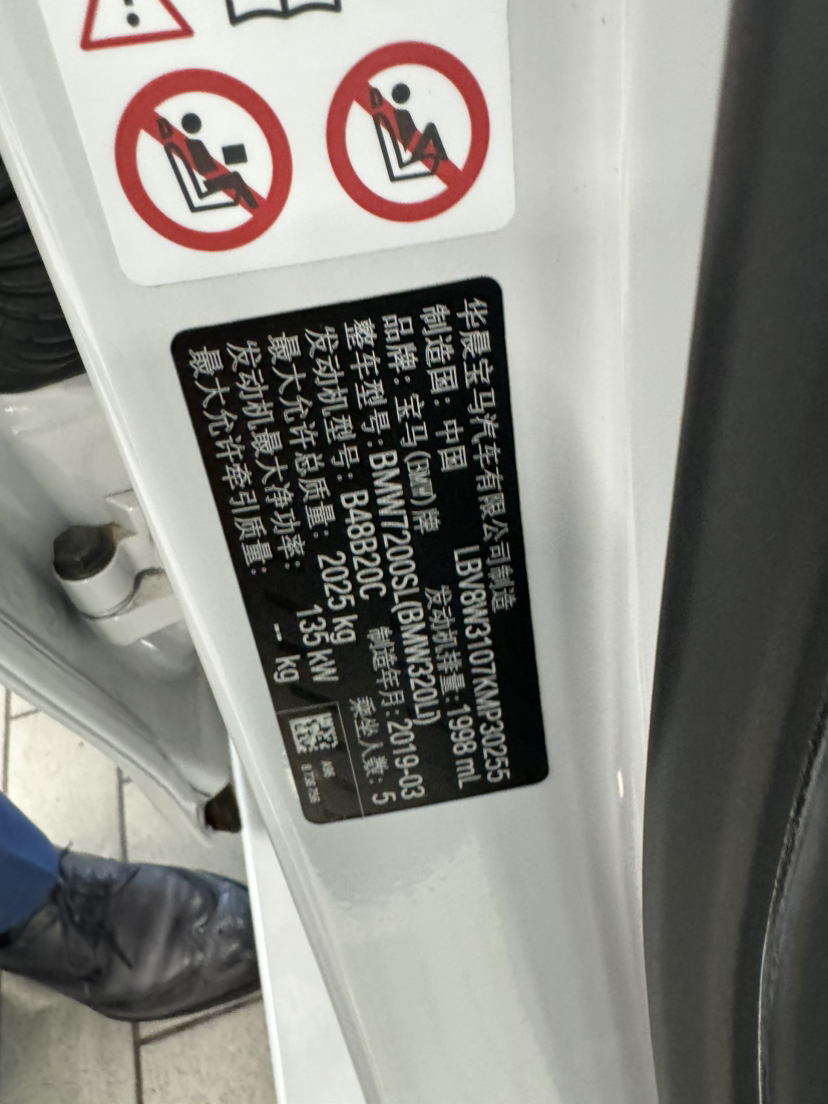 华晨宝马汽车有限公司制造
制造国：中国 LBV8W3107KMP30255
品牌：宝马(BMW)牌 发动机排量：1998 mL
整车型号：BMW7200SL(BMW320Li)
发动机型号：B48B20C 制造年月：2019-03
最大允许总质量：2025 kg 乘坐人数：5
发动机最大净功率：135 kW
最大允许牵引质量：-- kg
A96